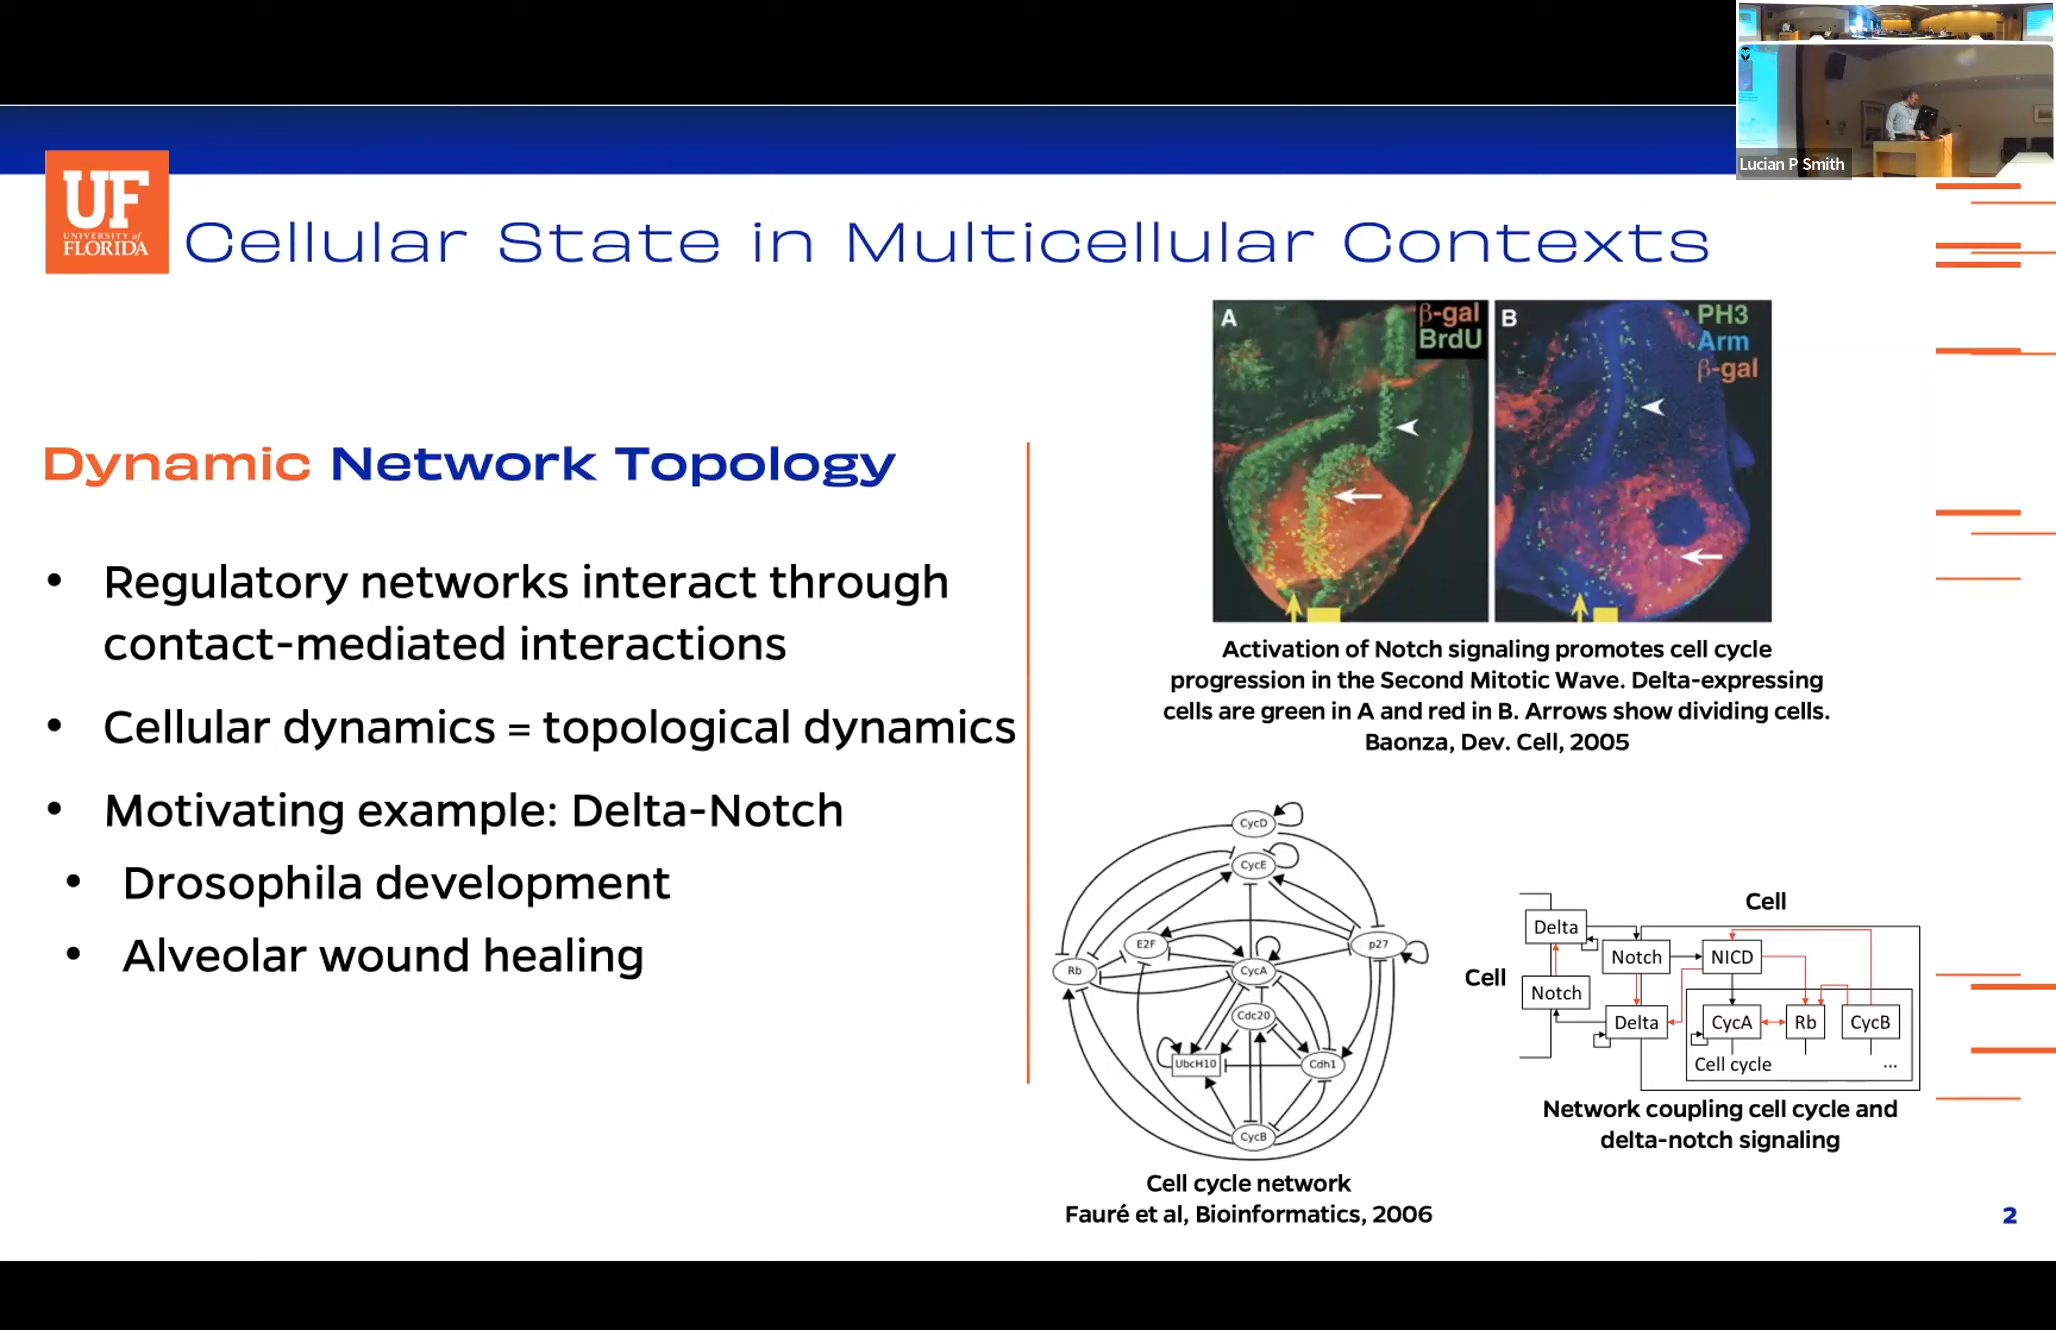 Lucian P Smith
UF
UNIVERSITY of
FLORIDA
Cellular State in Multicellular Contexts
Dynamic Network Topology
• Regulatory networks interact through
contact-mediated interactions
• Cellular dynamics = topological dynamics
• Motivating example: Delta-Notch
• Drosophila development
• Alveolar wound healing
A
β-gal
BrdU
B
PH3
Arm
β-gal
Activation of Notch signaling promotes cell cycle
progression in the Second Mitotic Wave. Delta-expressing
cells are green in A and red in B. Arrows show dividing cells.
Baonza, Dev. Cell, 2005
CycD
CycE
E2F
p27
Rb
CycA
Cdc20
UbcH10
Cdh1
CycB
Cell cycle network
Fauré et al, Bioinformatics, 2006
Cell
Delta
Notch
NICD
Cell
Notch
Delta
CycA
Rb
CycB
Cell cycle
...
Network coupling cell cycle and
delta-notch signaling
2